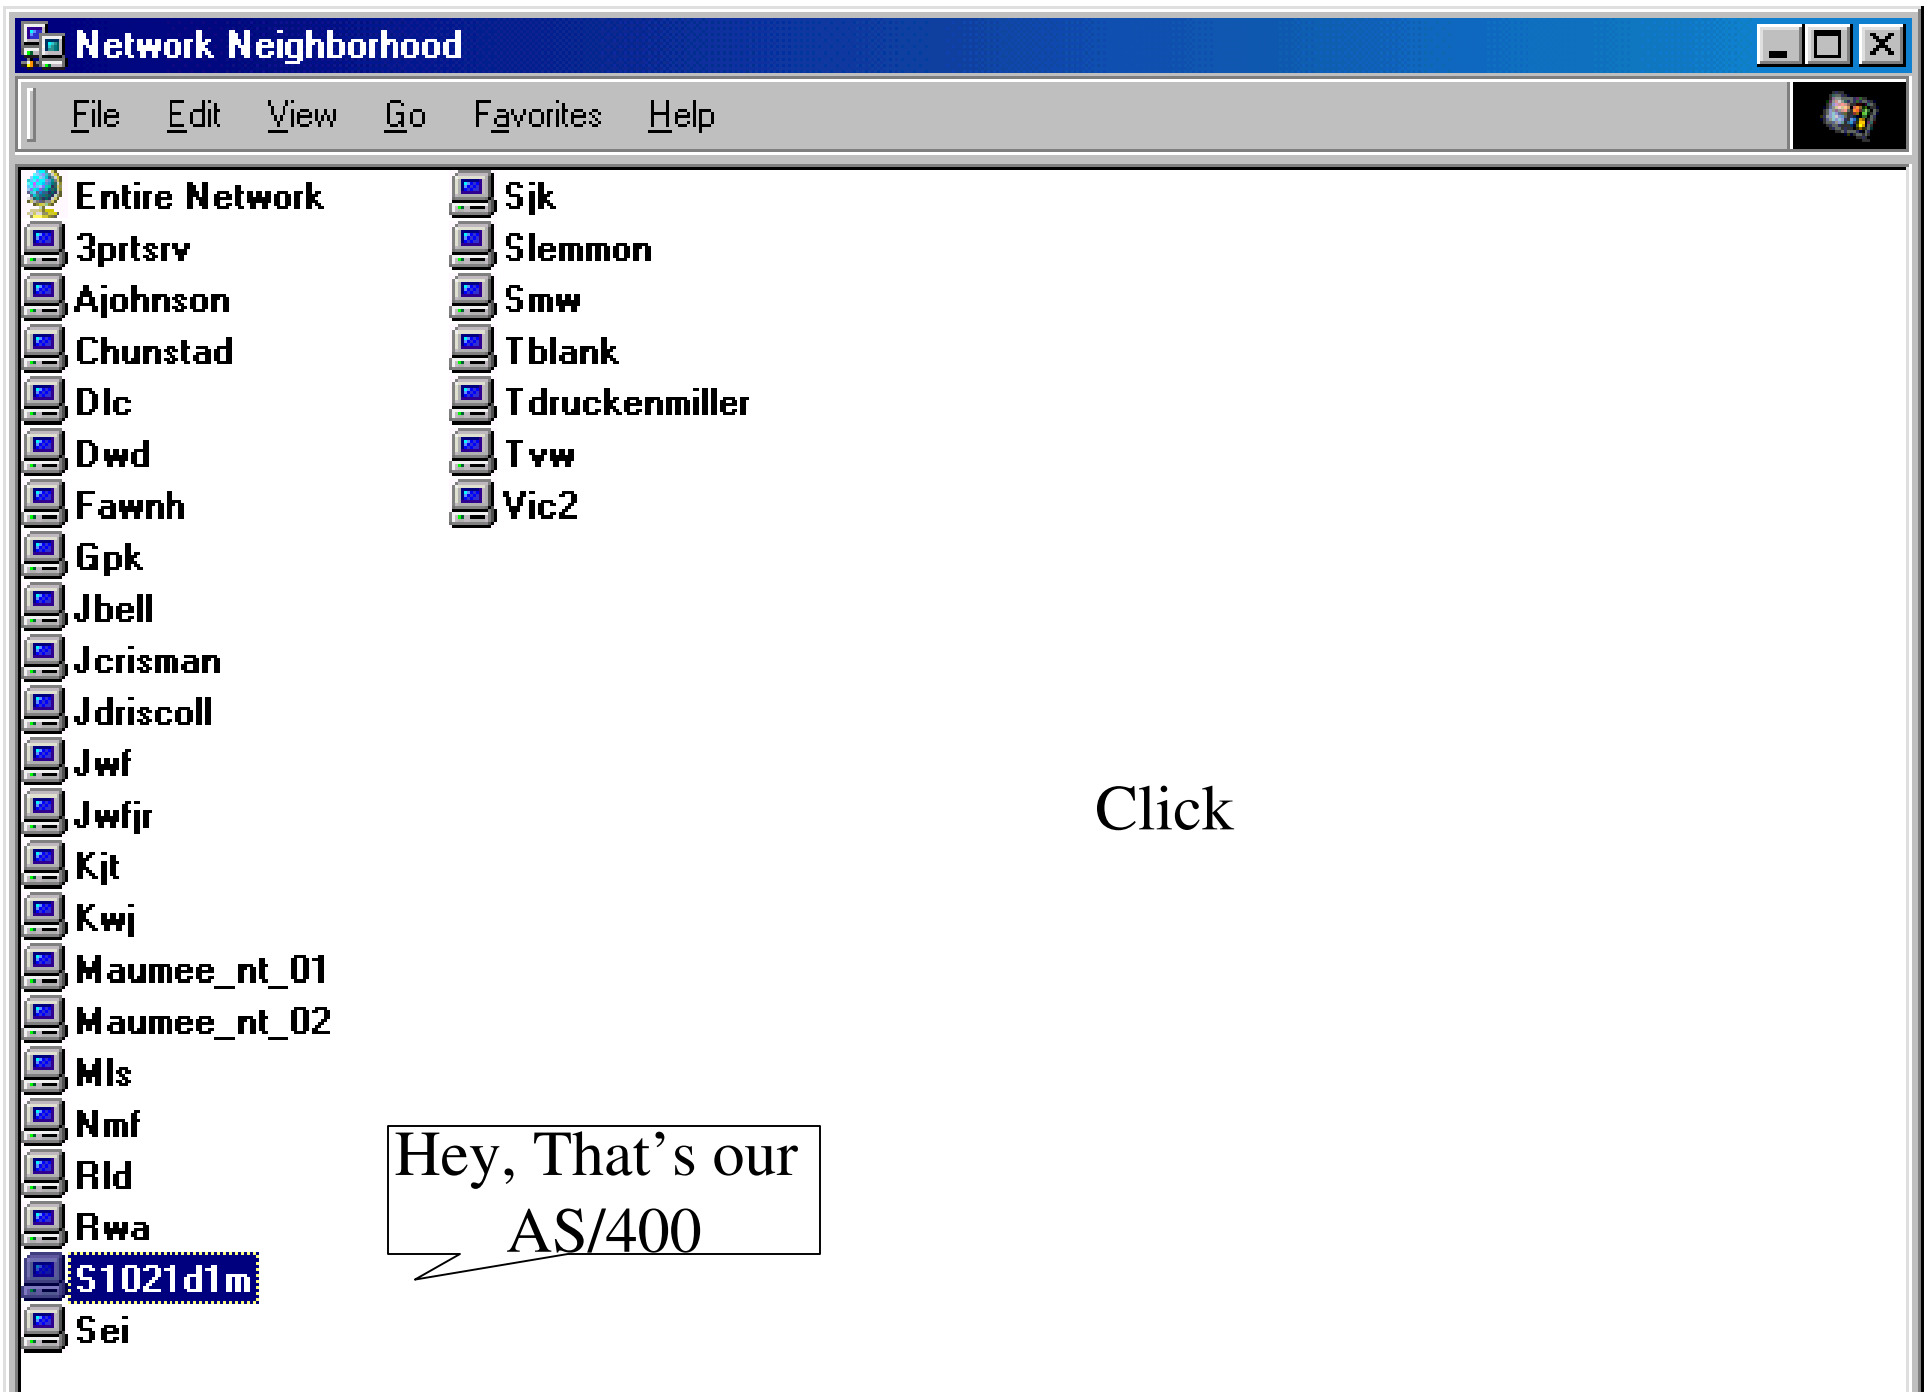 Network Neighborhood
File Edit View Go Favorites Help
Entire Network
3prtsrv
Ajohnson
Chunstad
Dlc
Dwd
Fawnh
Gpk
Jbell
Jcrisman
Jdriscoll
Jwf
Jwfjr
Kjt
Kwj
Maumee_nt_01
Maumee_nt_02
Mls
Nmf
Rld
Rwa
S1021d1m
Sei
Sjk
Slemmon
Smw
Tblank
Tdruckenmiller
Tvw
Vic2
Click
Hey, That’s our
AS/400